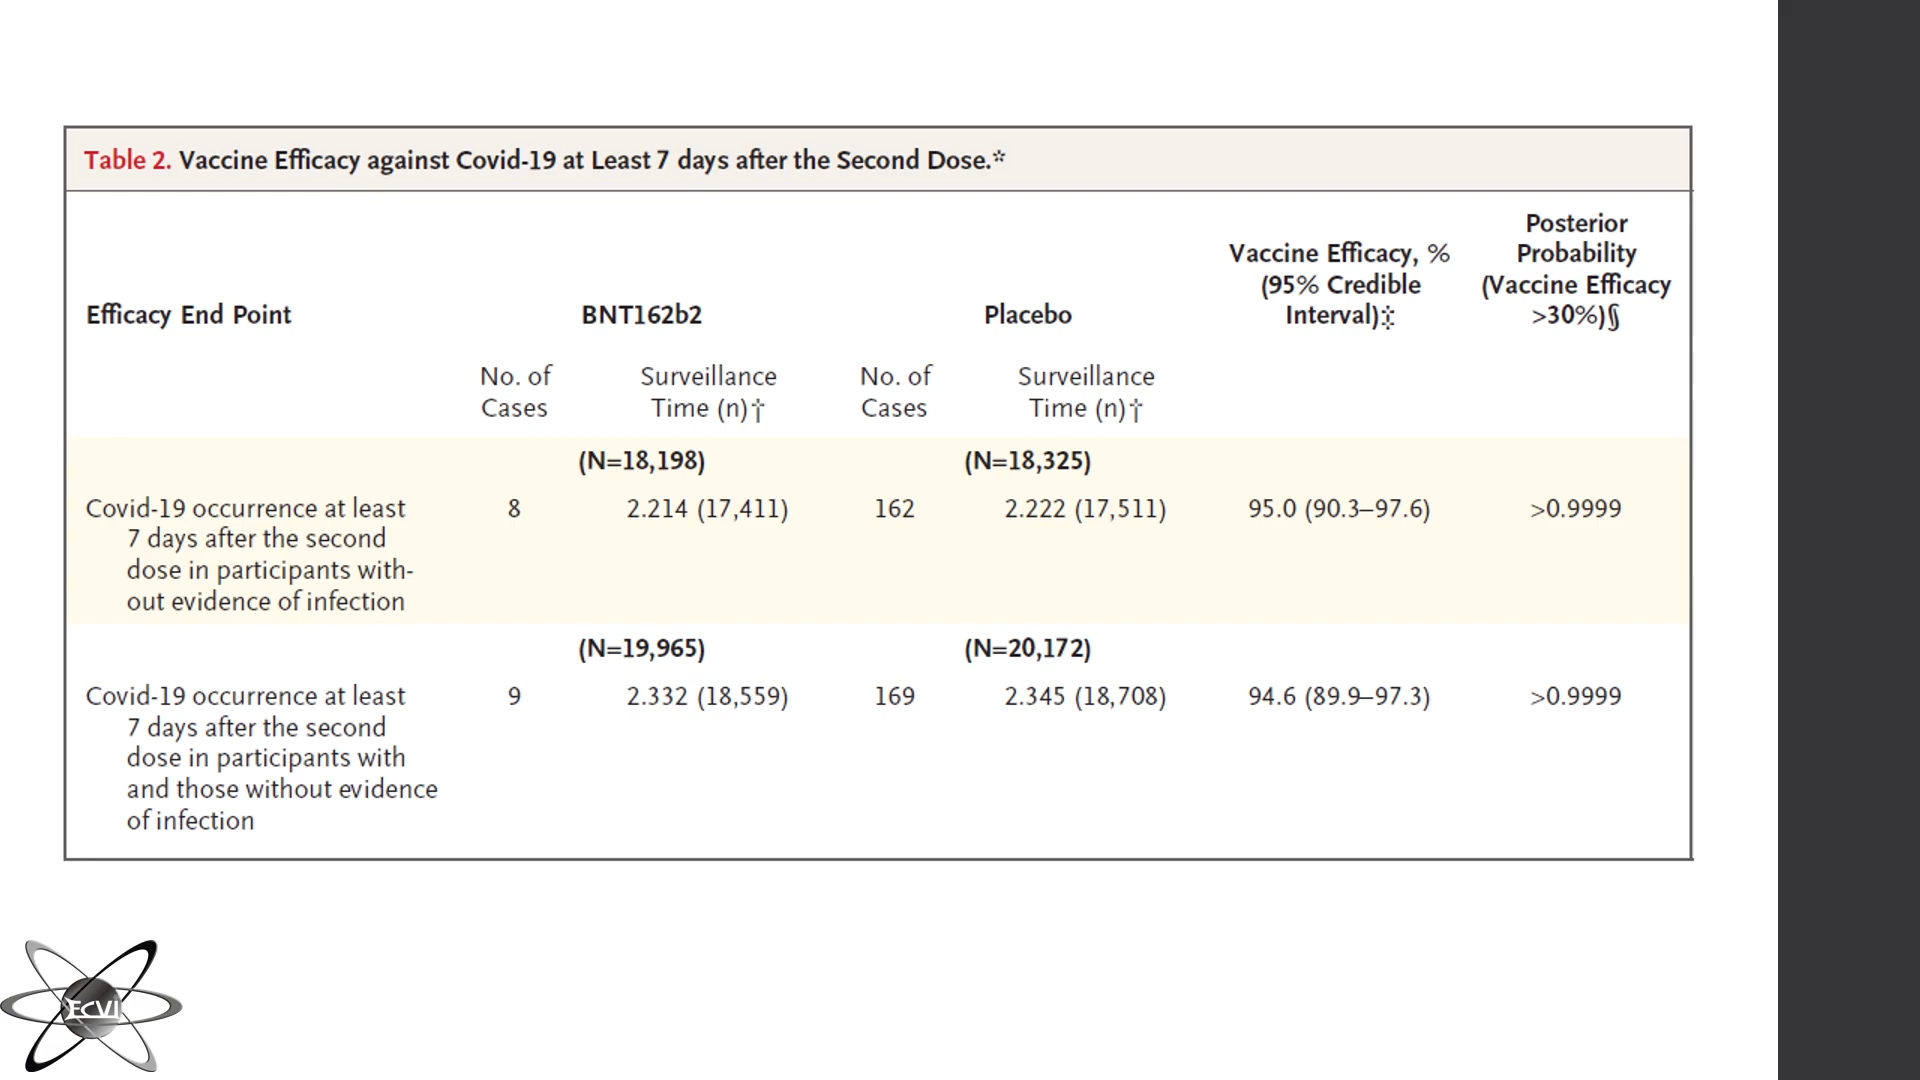 Table 2. Vaccine Efficacy against Covid-19 at Least 7 days after the Second Dose.*
Efficacy End Point
BNT162b2
Placebo
Vaccine Efficacy, %
(95% Credible
Interval)‡
Posterior
Probability
(Vaccine Efficacy
>30%)§
No. of
Cases
Surveillance
Time (n)†
No. of
Cases
Surveillance
Time (n)†
(N=18,198)
(N=18,325)
Covid-19 occurrence at least
7 days after the second
dose in participants with-
out evidence of infection
8
2.214 (17,411)
162
2.222 (17,511)
95.0 (90.3–97.6)
>0.9999
(N=19,965)
(N=20,172)
Covid-19 occurrence at least
7 days after the second
dose in participants with
and those without evidence
of infection
9
2.332 (18,559)
169
2.345 (18,708)
94.6 (89.9–97.3)
>0.9999
ECVI